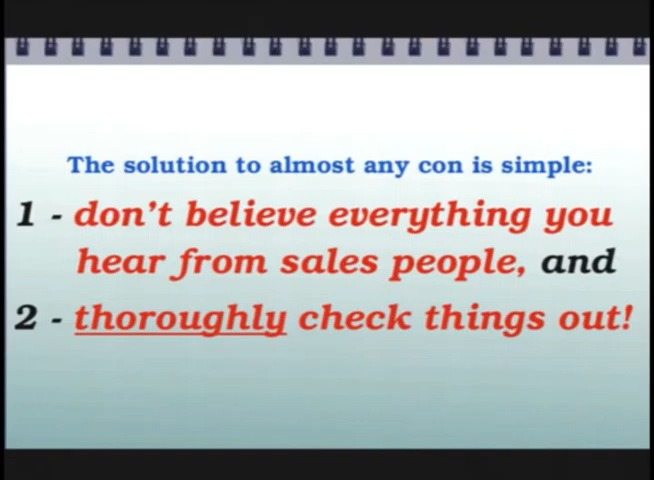 The solution to almost any con is simple:
1 - don't believe everything you
hear from sales people, and
2 - thoroughly check things out!